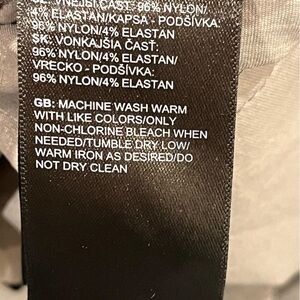 VNĚJŠÍ ČÁST: 96% NYLON/
4% ELASTAN/KAPSA - PODŠÍVKA:
96% NYLON/4% ELASTAN
SK: VONKAJŠIA ČASŤ:
96% NYLON/4% ELASTAN/
VRECKO - PODŠÍVKA:
96% NYLON/4% ELASTAN
GB: MACHINE WASH WARM
WITH LIKE COLORS/ONLY
NON-CHLORINE BLEACH WHEN
NEEDED/TUMBLE DRY LOW/
WARM IRON AS DESIRED/DO
NOT DRY CLEAN